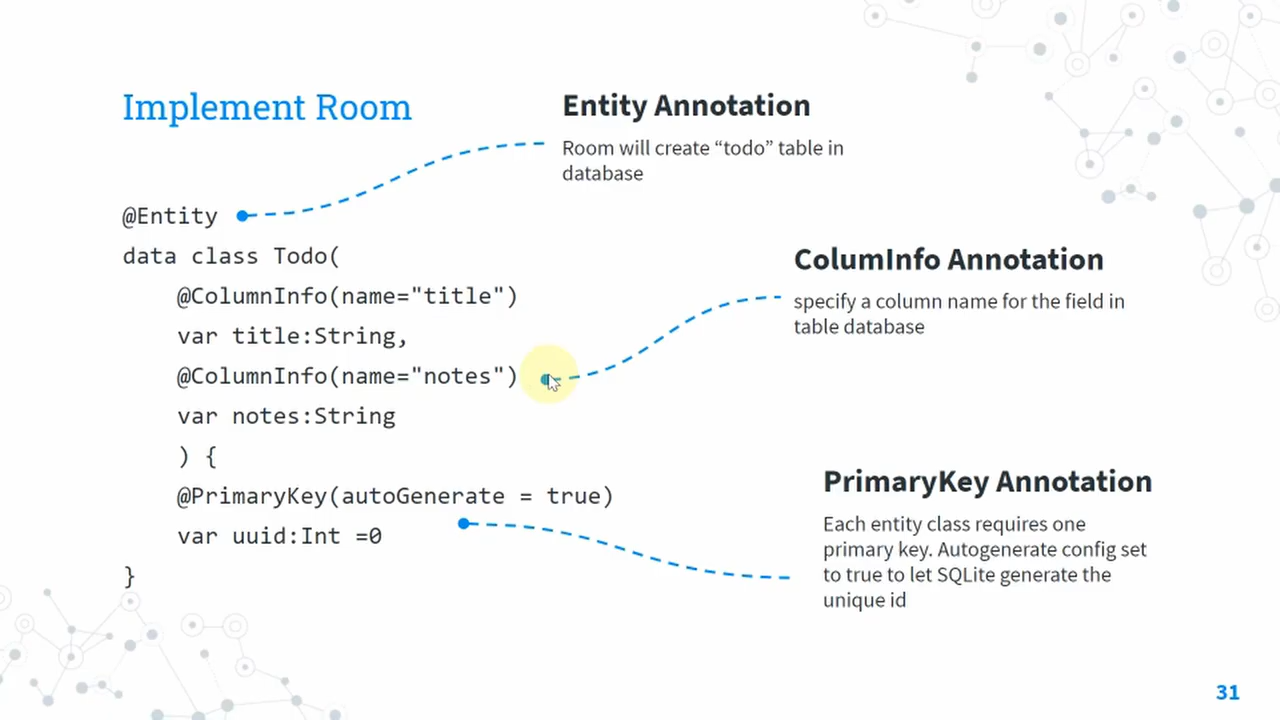 Implement Room
@Entity
data class Todo(
@ColumnInfo(name="title")
var title:String,
@ColumnInfo(name="notes")
var notes:String
) {
@PrimaryKey(autoGenerate = true)
var uuid:Int =0
}
Entity Annotation
Room will create “todo” table in
database
ColumInfo Annotation
specify a column name for the field in
table database
PrimaryKey Annotation
Each entity class requires one
primary key. Autogenerate config set
to true to let SQLite generate the
unique id
31